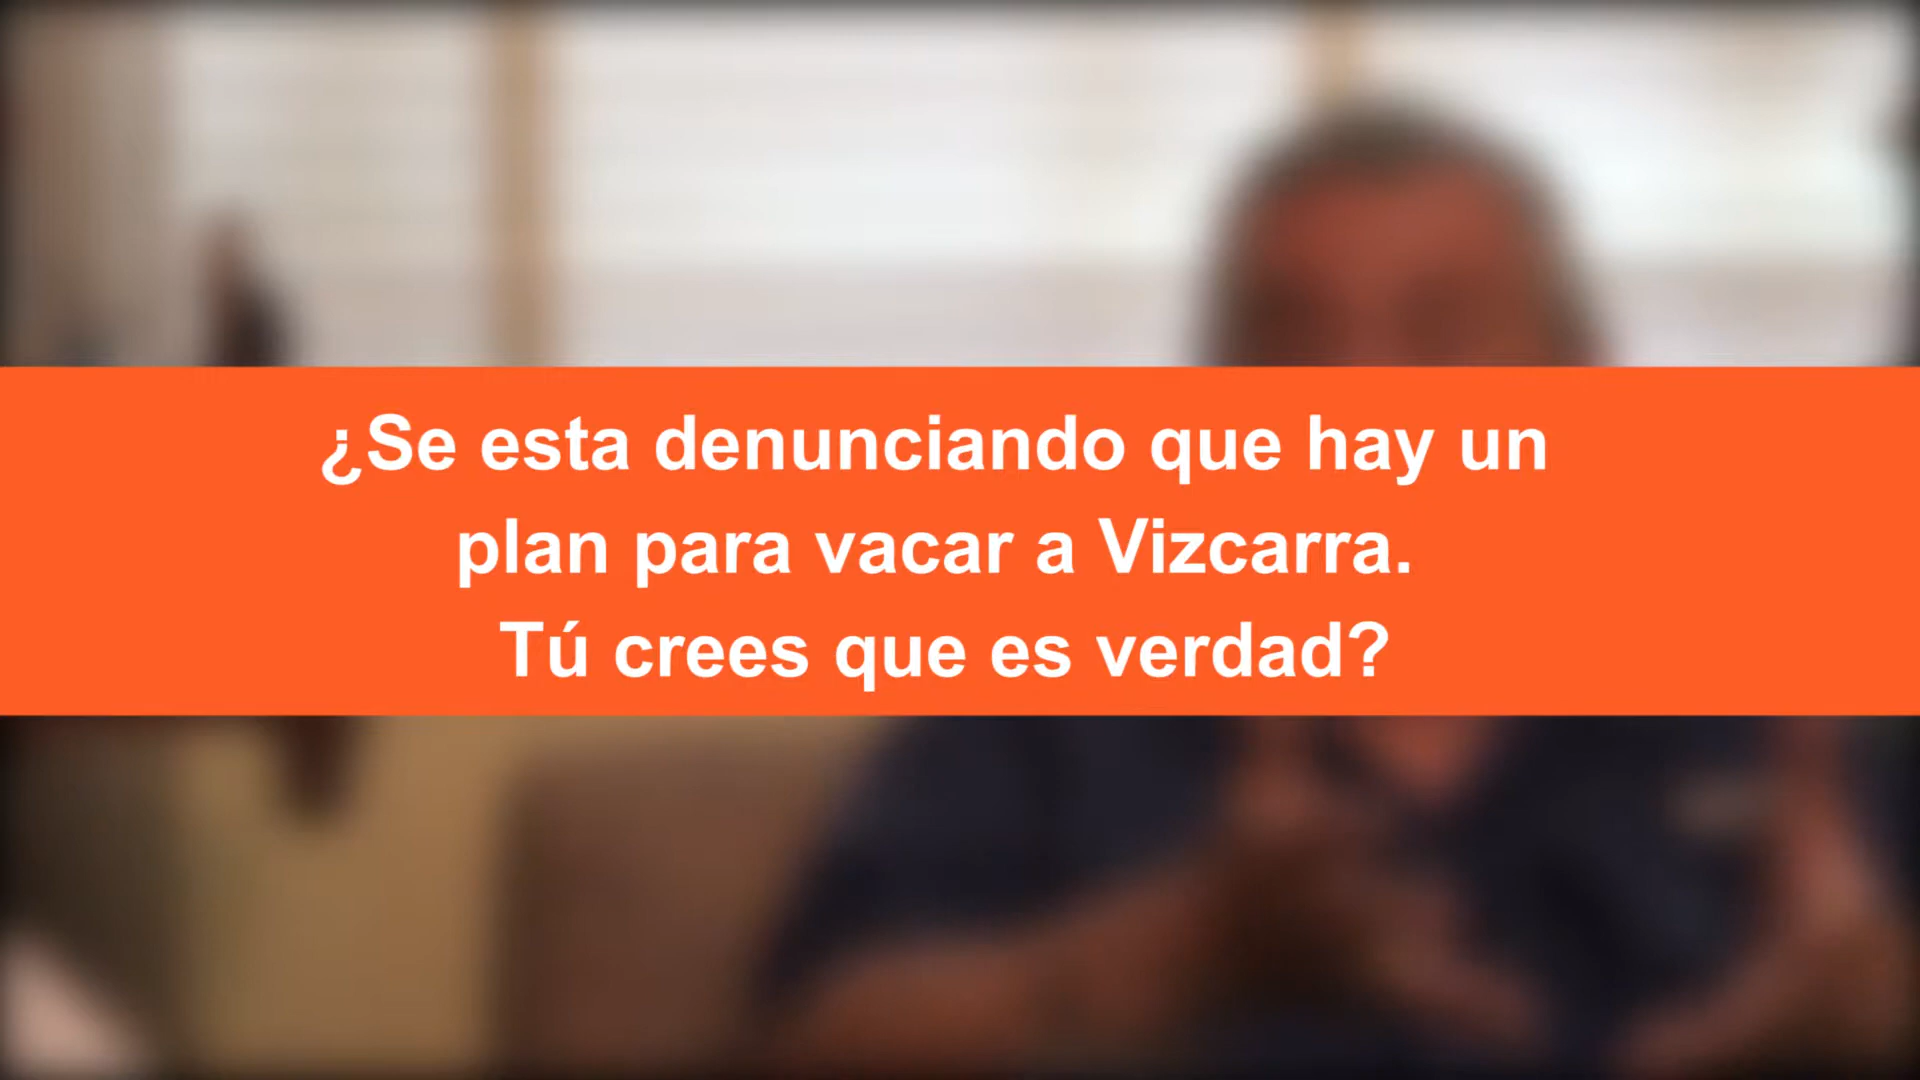 ¿Se esta denunciando que hay un
plan para vacar a Vizcarra.
Tú crees que es verdad?